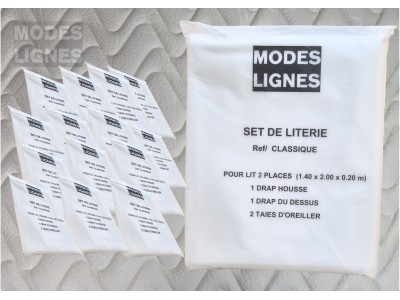 MODES
LIGNES
MODES
LIGNES
SET DE LITERIE
Ref/ CLASSIQUE
POUR LIT 2 PLACES (1.40 x 2.00 x 0.20 m)
1 DRAP HOUSSE
1 DRAP DU DESSUS
2 TAIES D'OREILLER